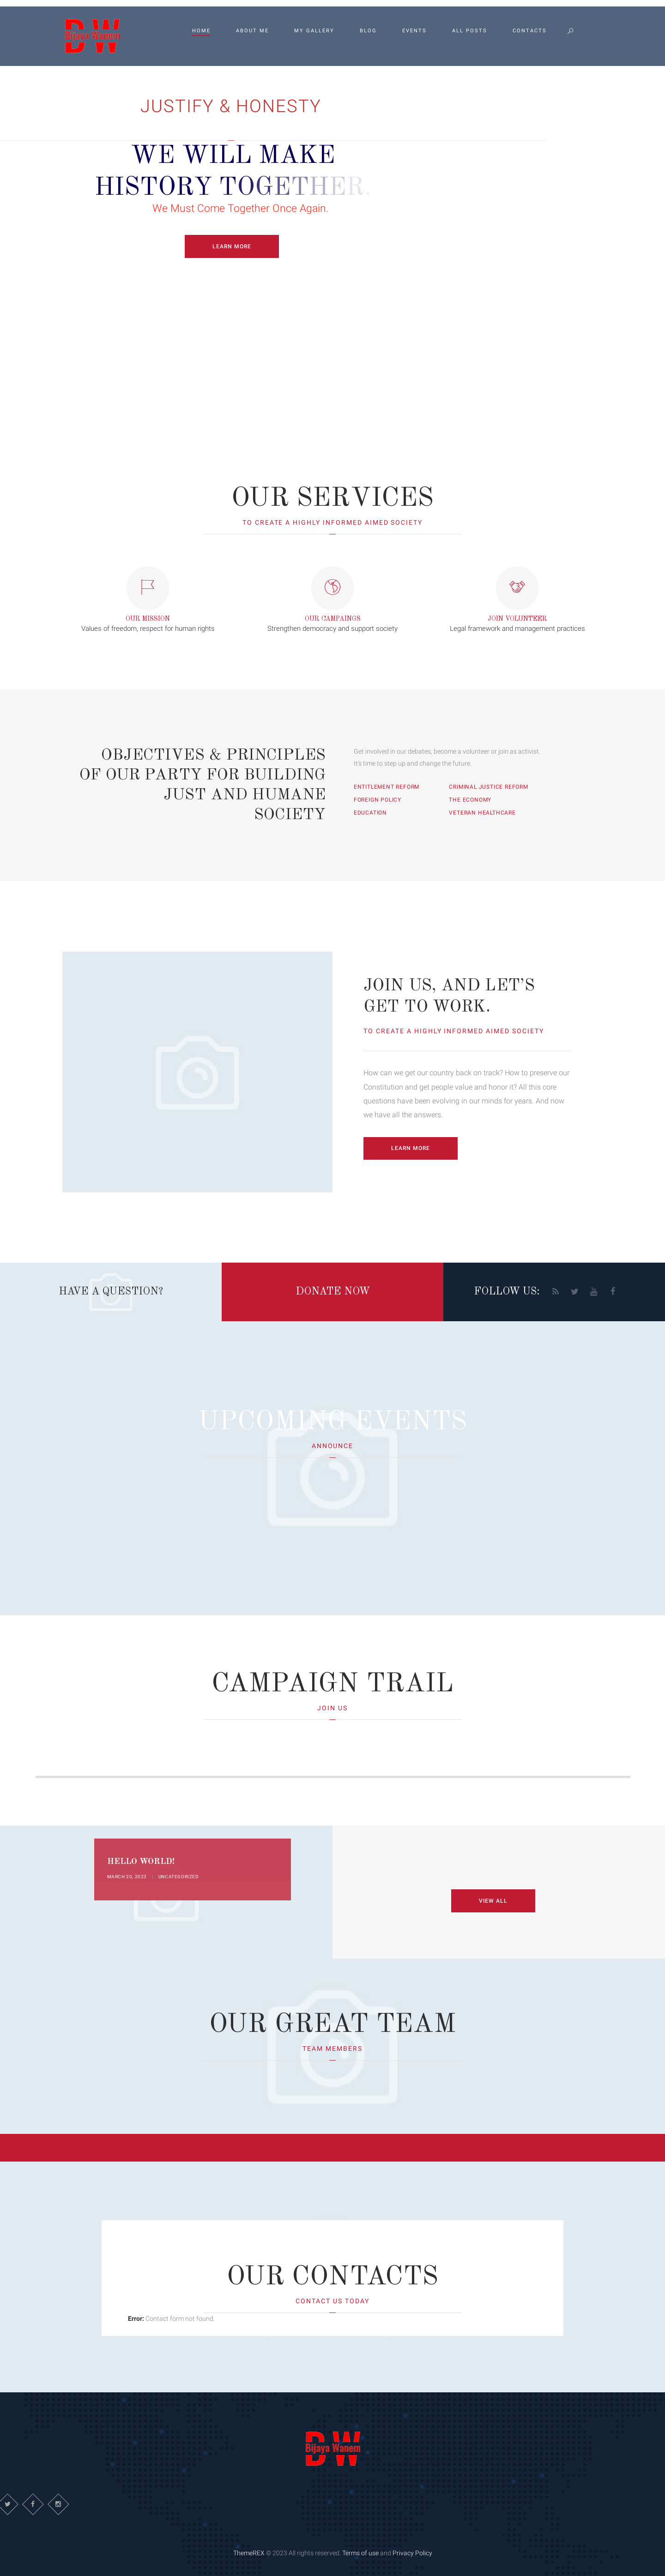 BW
Bijaya Wanem
HOME ABOUT ME MY GALLERY BLOG EVENTS ALL POSTS CONTACTS
JUSTIFY & HONESTY
WE WILL MAKE
HISTORY TOGETHER.
We Must Come Together Once Again.
LEARN MORE
OUR SERVICES
TO CREATE A HIGHLY INFORMED AIMED SOCIETY
OUR MISSION
Values of freedom, respect for human rights
OUR CAMPAINGS
Strengthen democracy and support society
JOIN VOLUNTEER
Legal framework and management practices
OBJECTIVES & PRINCIPLES
OF OUR PARTY FOR BUILDING
JUST AND HUMANE
SOCIETY
Get involved in our debates, become a volunteer or join as activist.
It's time to step up and change the future.
ENTITLEMENT REFORM
FOREIGN POLICY
EDUCATION
CRIMINAL JUSTICE REFORM
THE ECONOMY
VETERAN HEALTHCARE
JOIN US, AND LET'S
GET TO WORK.
TO CREATE A HIGHLY INFORMED AIMED SOCIETY
How can we get our country back on track? How to preserve our
Constitution and get people value and honor it? All this core
questions have been evolving in our minds for years. And now
we have all the answers.
LEARN MORE
HAVE A QUESTION?
DONATE NOW
FOLLOW US:
UPCOMING EVENTS
ANNOUNCE
CAMPAIGN TRAIL
JOIN US
HELLO WORLD!
MARCH 20, 2023 | UNCATEGORIZED
VIEW ALL
OUR GREAT TEAM
TEAM MEMBERS
OUR CONTACTS
CONTACT US TODAY
Error: Contact form not found.
BW
Bijaya Wanem
ThemeREX © 2023 All rights reserved. Terms of use and Privacy Policy